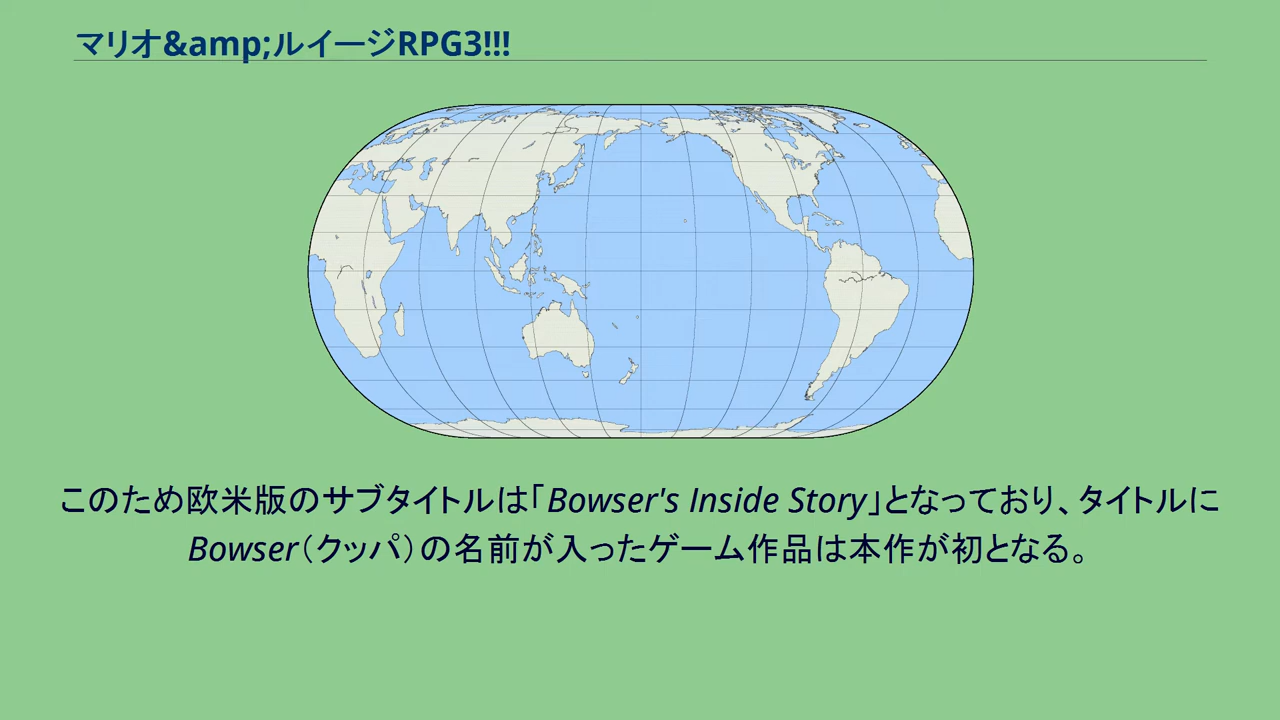 マリオ&amp;ルイージRPG3!!!
このため欧米版のサブタイトルは「Bowser's Inside Story」となっており、タイトルに
Bowser（クッパ）の名前が入ったゲーム作品は本作が初となる。